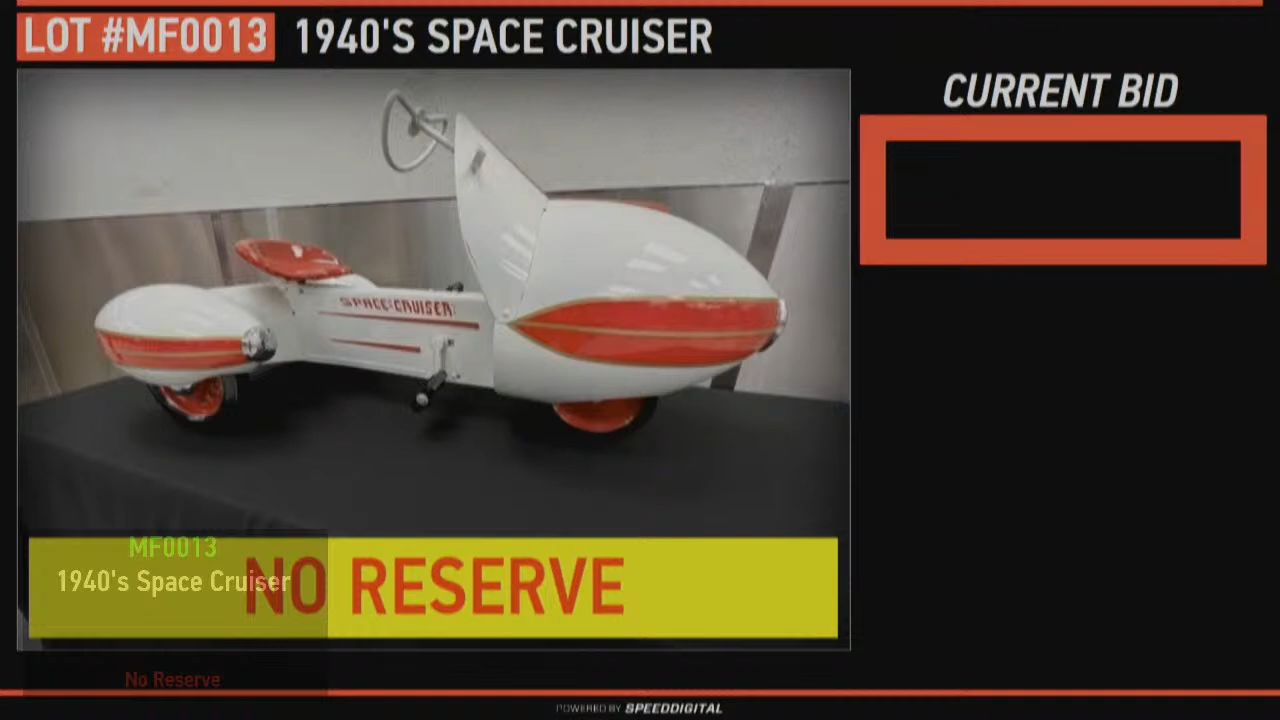 LOT #MF0013 1940'S SPACE CRUISER
CURRENT BID
SPACE CRUISER
MF0013
1940's Space Cruiser
NO RESERVE
No Reserve
POWERED BY SPEEDDIGITAL